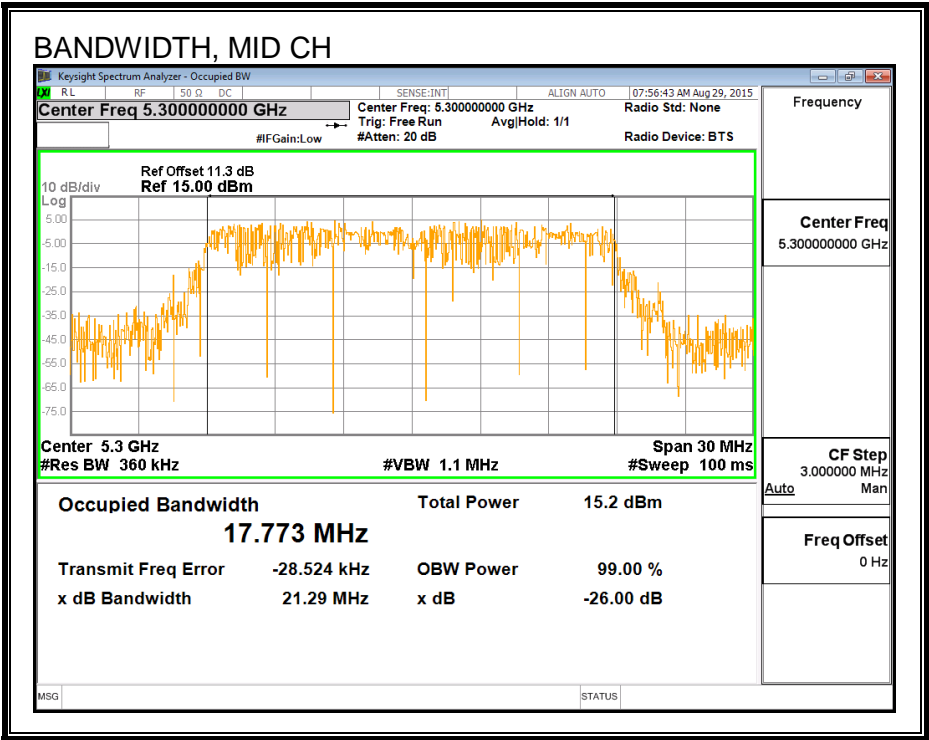 BANDWIDTH, MID CH
Keysight Spectrum Analyzer - Occupied BW
LXI RL RF 50 Ω DC SENSE:INT ALIGN AUTO 07:56:43 AM Aug 29, 2015
Center Freq 5.300000000 GHz
Center Freq: 5.300000000 GHz Radio Std: None
Trig: Free Run Avg|Hold: 1/1
#IFGain:Low #Atten: 20 dB Radio Device: BTS
Frequency
Ref Offset 11.3 dB
10 dB/div Ref 15.00 dBm
Log
5.00
-5.00
-15.0
-25.0
-35.0
-45.0
-55.0
-65.0
-75.0
Center 5.3 GHz Span 30 MHz
#Res BW 360 kHz #VBW 1.1 MHz #Sweep 100 ms
Center Freq
5.300000000 GHz
CF Step
3.000000 MHz
Auto Man
Freq Offset
0 Hz
Occupied Bandwidth Total Power 15.2 dBm
17.773 MHz
Transmit Freq Error -28.524 kHz OBW Power 99.00 %
x dB Bandwidth 21.29 MHz x dB -26.00 dB
MSG STATUS